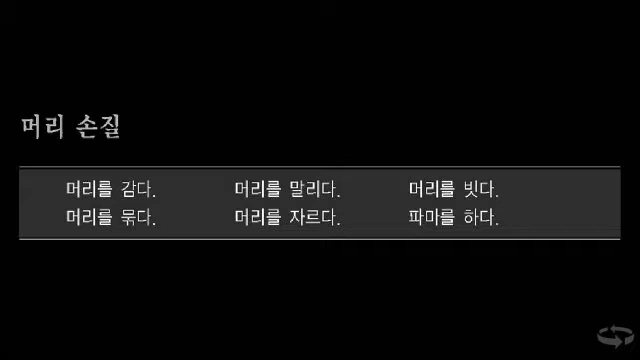 머리 손질
머리를 감다. 머리를 말리다. 머리를 빗다.
머리를 묶다. 머리를 자르다. 파마를 하다.